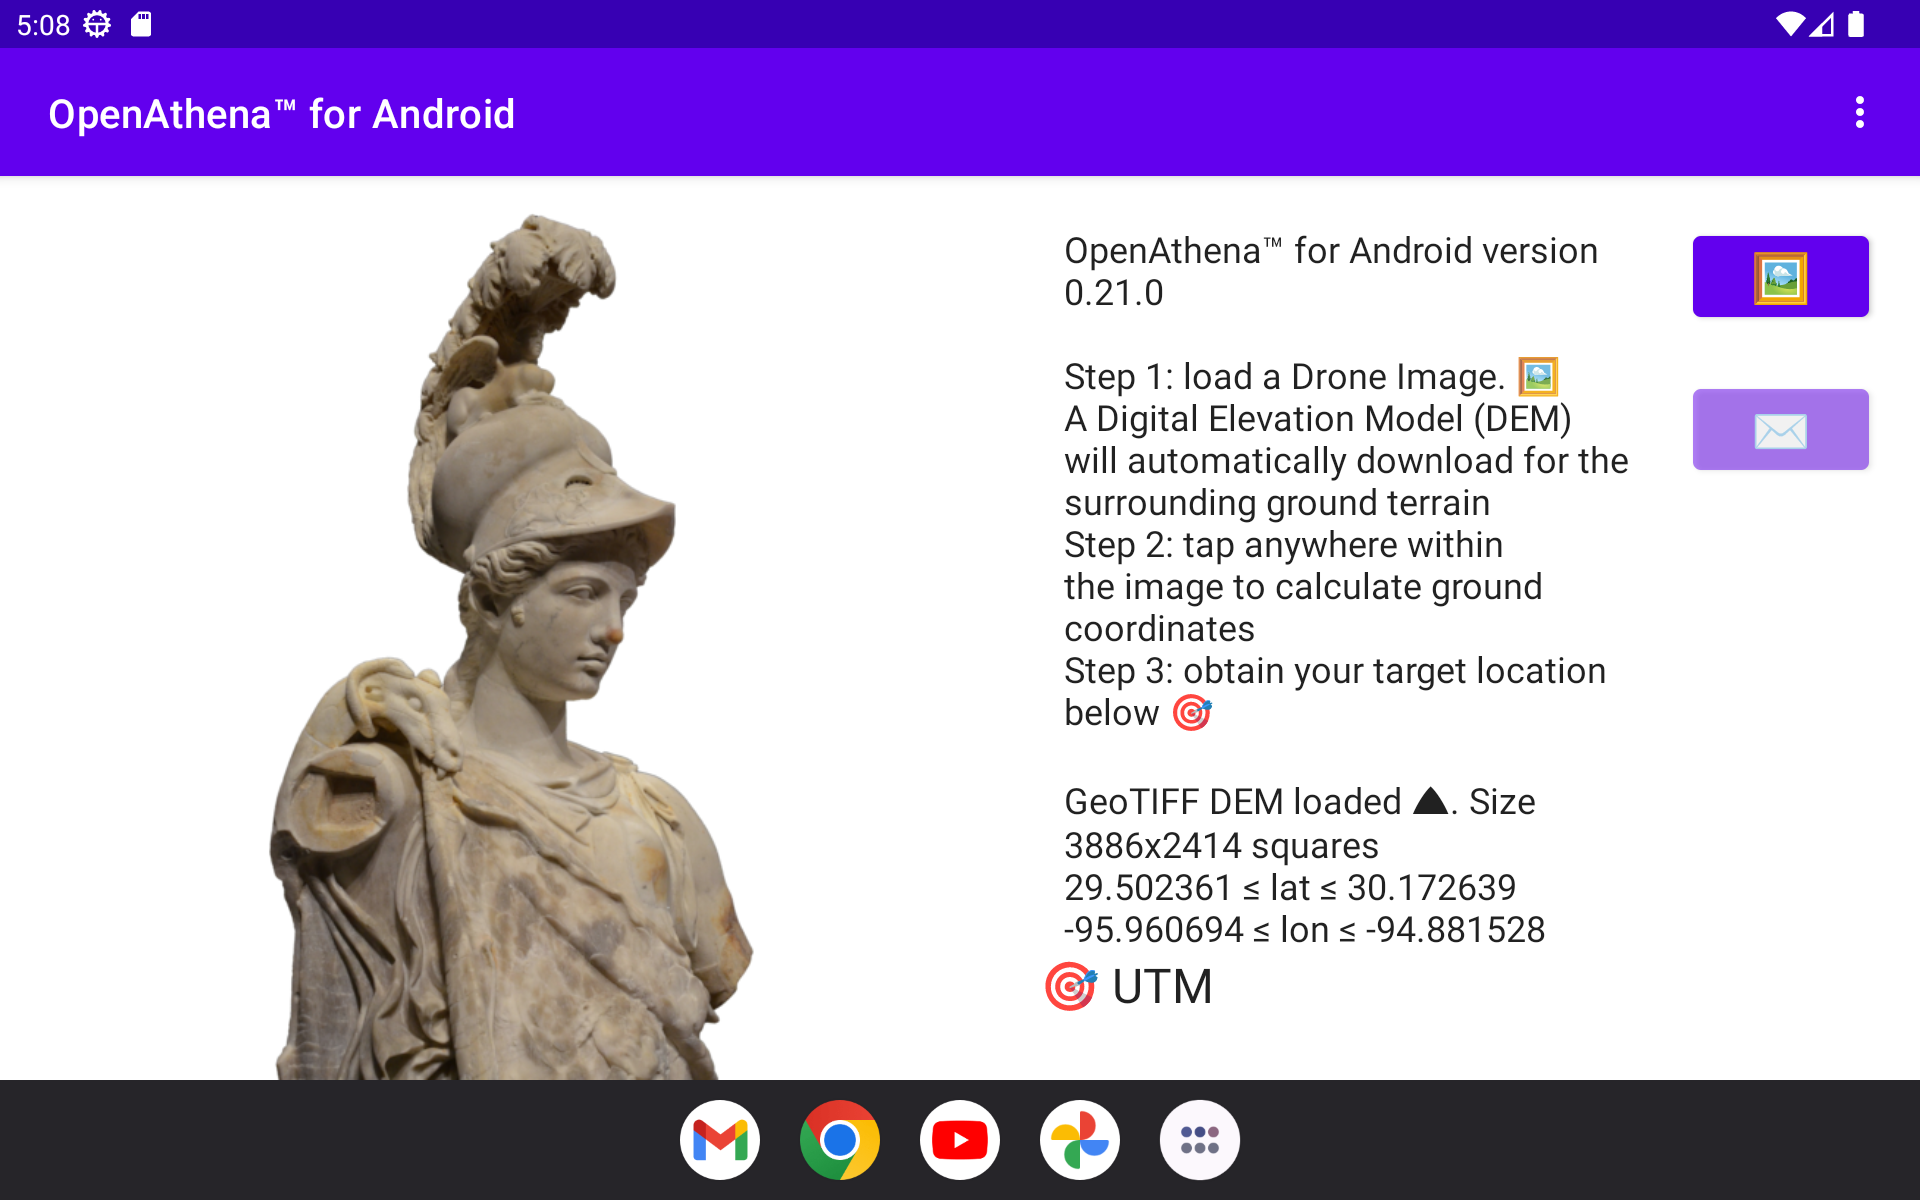 5:08
OpenAthena™ for Android
OpenAthena™ for Android version
0.21.0
Step 1: load a Drone Image. 🖼️
A Digital Elevation Model (DEM)
will automatically download for the
surrounding ground terrain
Step 2: tap anywhere within
the image to calculate ground
coordinates
Step 3: obtain your target location
below 🎯
GeoTIFF DEM loaded ⛰. Size
3886x2414 squares
29.502361 ≤ lat ≤ 30.172639
-95.960694 ≤ lon ≤ -94.881528
🎯 UTM